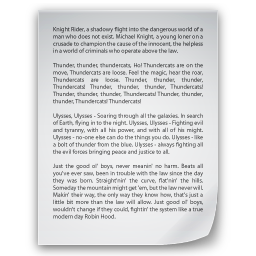 Knight Rider, a shadowy flight into the dangerous world of a
man who does not exist. Michael Knight, a young loner on a
crusade to champion the cause of the innocent, the helpless
in a world of criminals who operate above the law.
Thunder, thunder, thundercats, Ho! Thundercats are on the
move, Thundercats are loose. Feel the magic, hear the roar,
Thundercats are loose. Thunder, thunder, thunder,
Thundercats! Thunder, thunder, thunder, Thundercats!
Thunder, thunder, thunder, Thundercats! Thunder, thunder,
thunder, Thundercats! Thundercats!
Ulysses, Ulysses - Soaring through all the galaxies. In search
of Earth, flying in to the night. Ulysses, Ulysses - Fighting evil
and tyranny, with all his power, and with all of his might.
Ulysses - no-one else can do the things you do. Ulysses - like
a bolt of thunder from the blue. Ulysses - always fighting all
the evil forces bringing peace and justice to all.
Just the good ol' boys, never meanin' no harm. Beats all
you've ever saw, been in trouble with the law since the day
they was born. Straight'nin' the curve, flat'nin' the hills.
Someday the mountain might get 'em, but the law never will.
Makin' their way, the only way they know how, that's just a
little bit more than the law will allow. Just good ol' boys,
wouldn't change if they could, fightin' the system like a true
modern day Robin Hood.